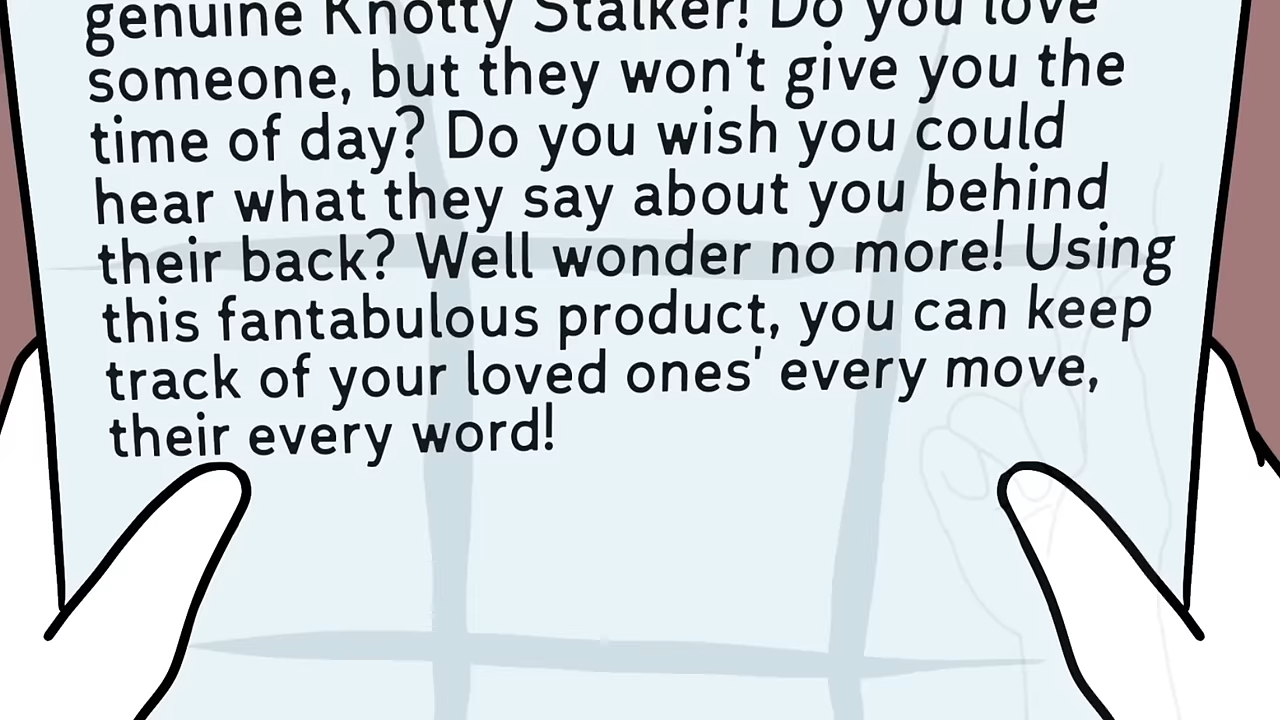 genuine Knotty Stalker! Do you love
someone, but they won't give you the
time of day? Do you wish you could
hear what they say about you behind
their back? Well wonder no more! Using
this fantabulous product, you can keep
track of your loved ones' every move,
their every word!